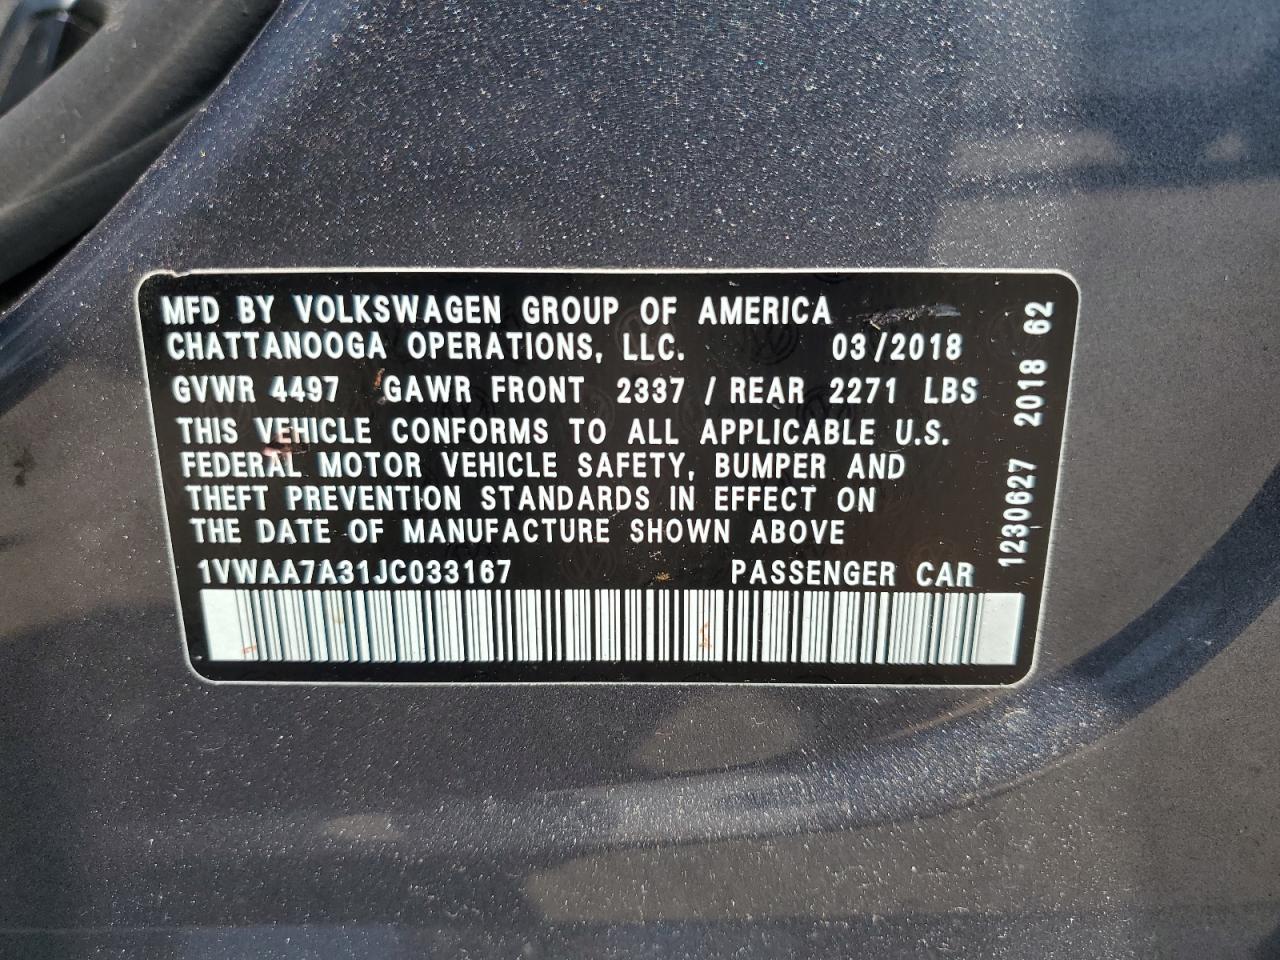 MFD BY VOLKSWAGEN GROUP OF AMERICA
CHATTANOOGA OPERATIONS, LLC. 03/2018
GVWR 4497 GAWR FRONT 2337 / REAR 2271 LBS
THIS VEHICLE CONFORMS TO ALL APPLICABLE U.S.
FEDERAL MOTOR VEHICLE SAFETY, BUMPER AND
THEFT PREVENTION STANDARDS IN EFFECT ON
THE DATE OF MANUFACTURE SHOWN ABOVE
1VWAA7A31JC033167 PASSENGER CAR
1230627 2018 62